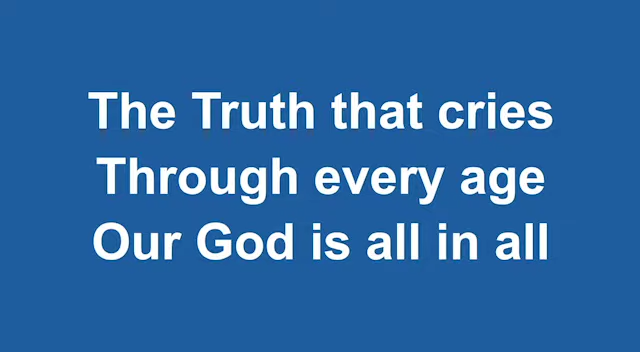 The Truth that cries
Through every age
Our God is all in all